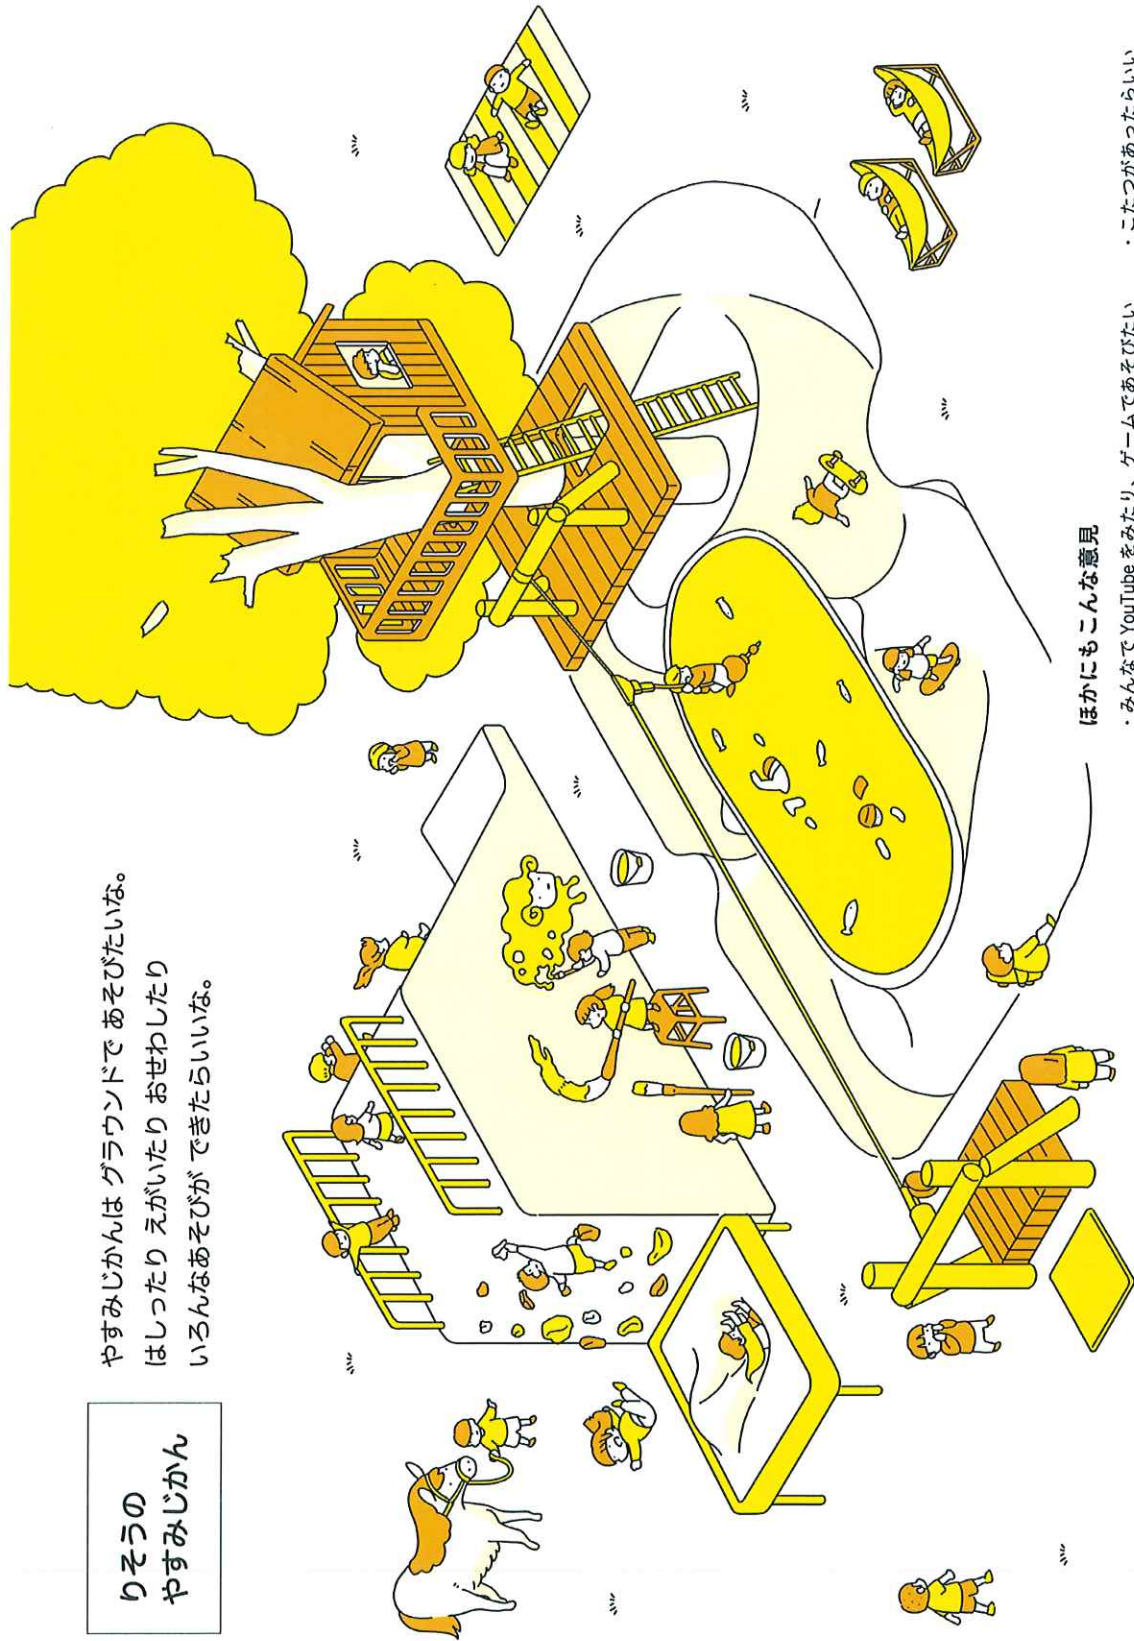 りそうの
やすみじかん
やすみじかんは グラウンドで あそびたいな。
はしったり えがいたり おせわしたり
いろんなあそびが できたらいいな。
ほかにもこんな意見
・みんなで YouTube をみたり、ゲームであそびたい
・こたつがあったらいい